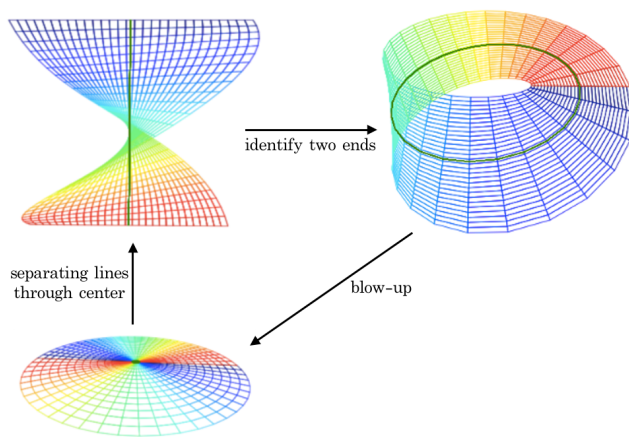 identify two ends
separating lines
through center
blow-up